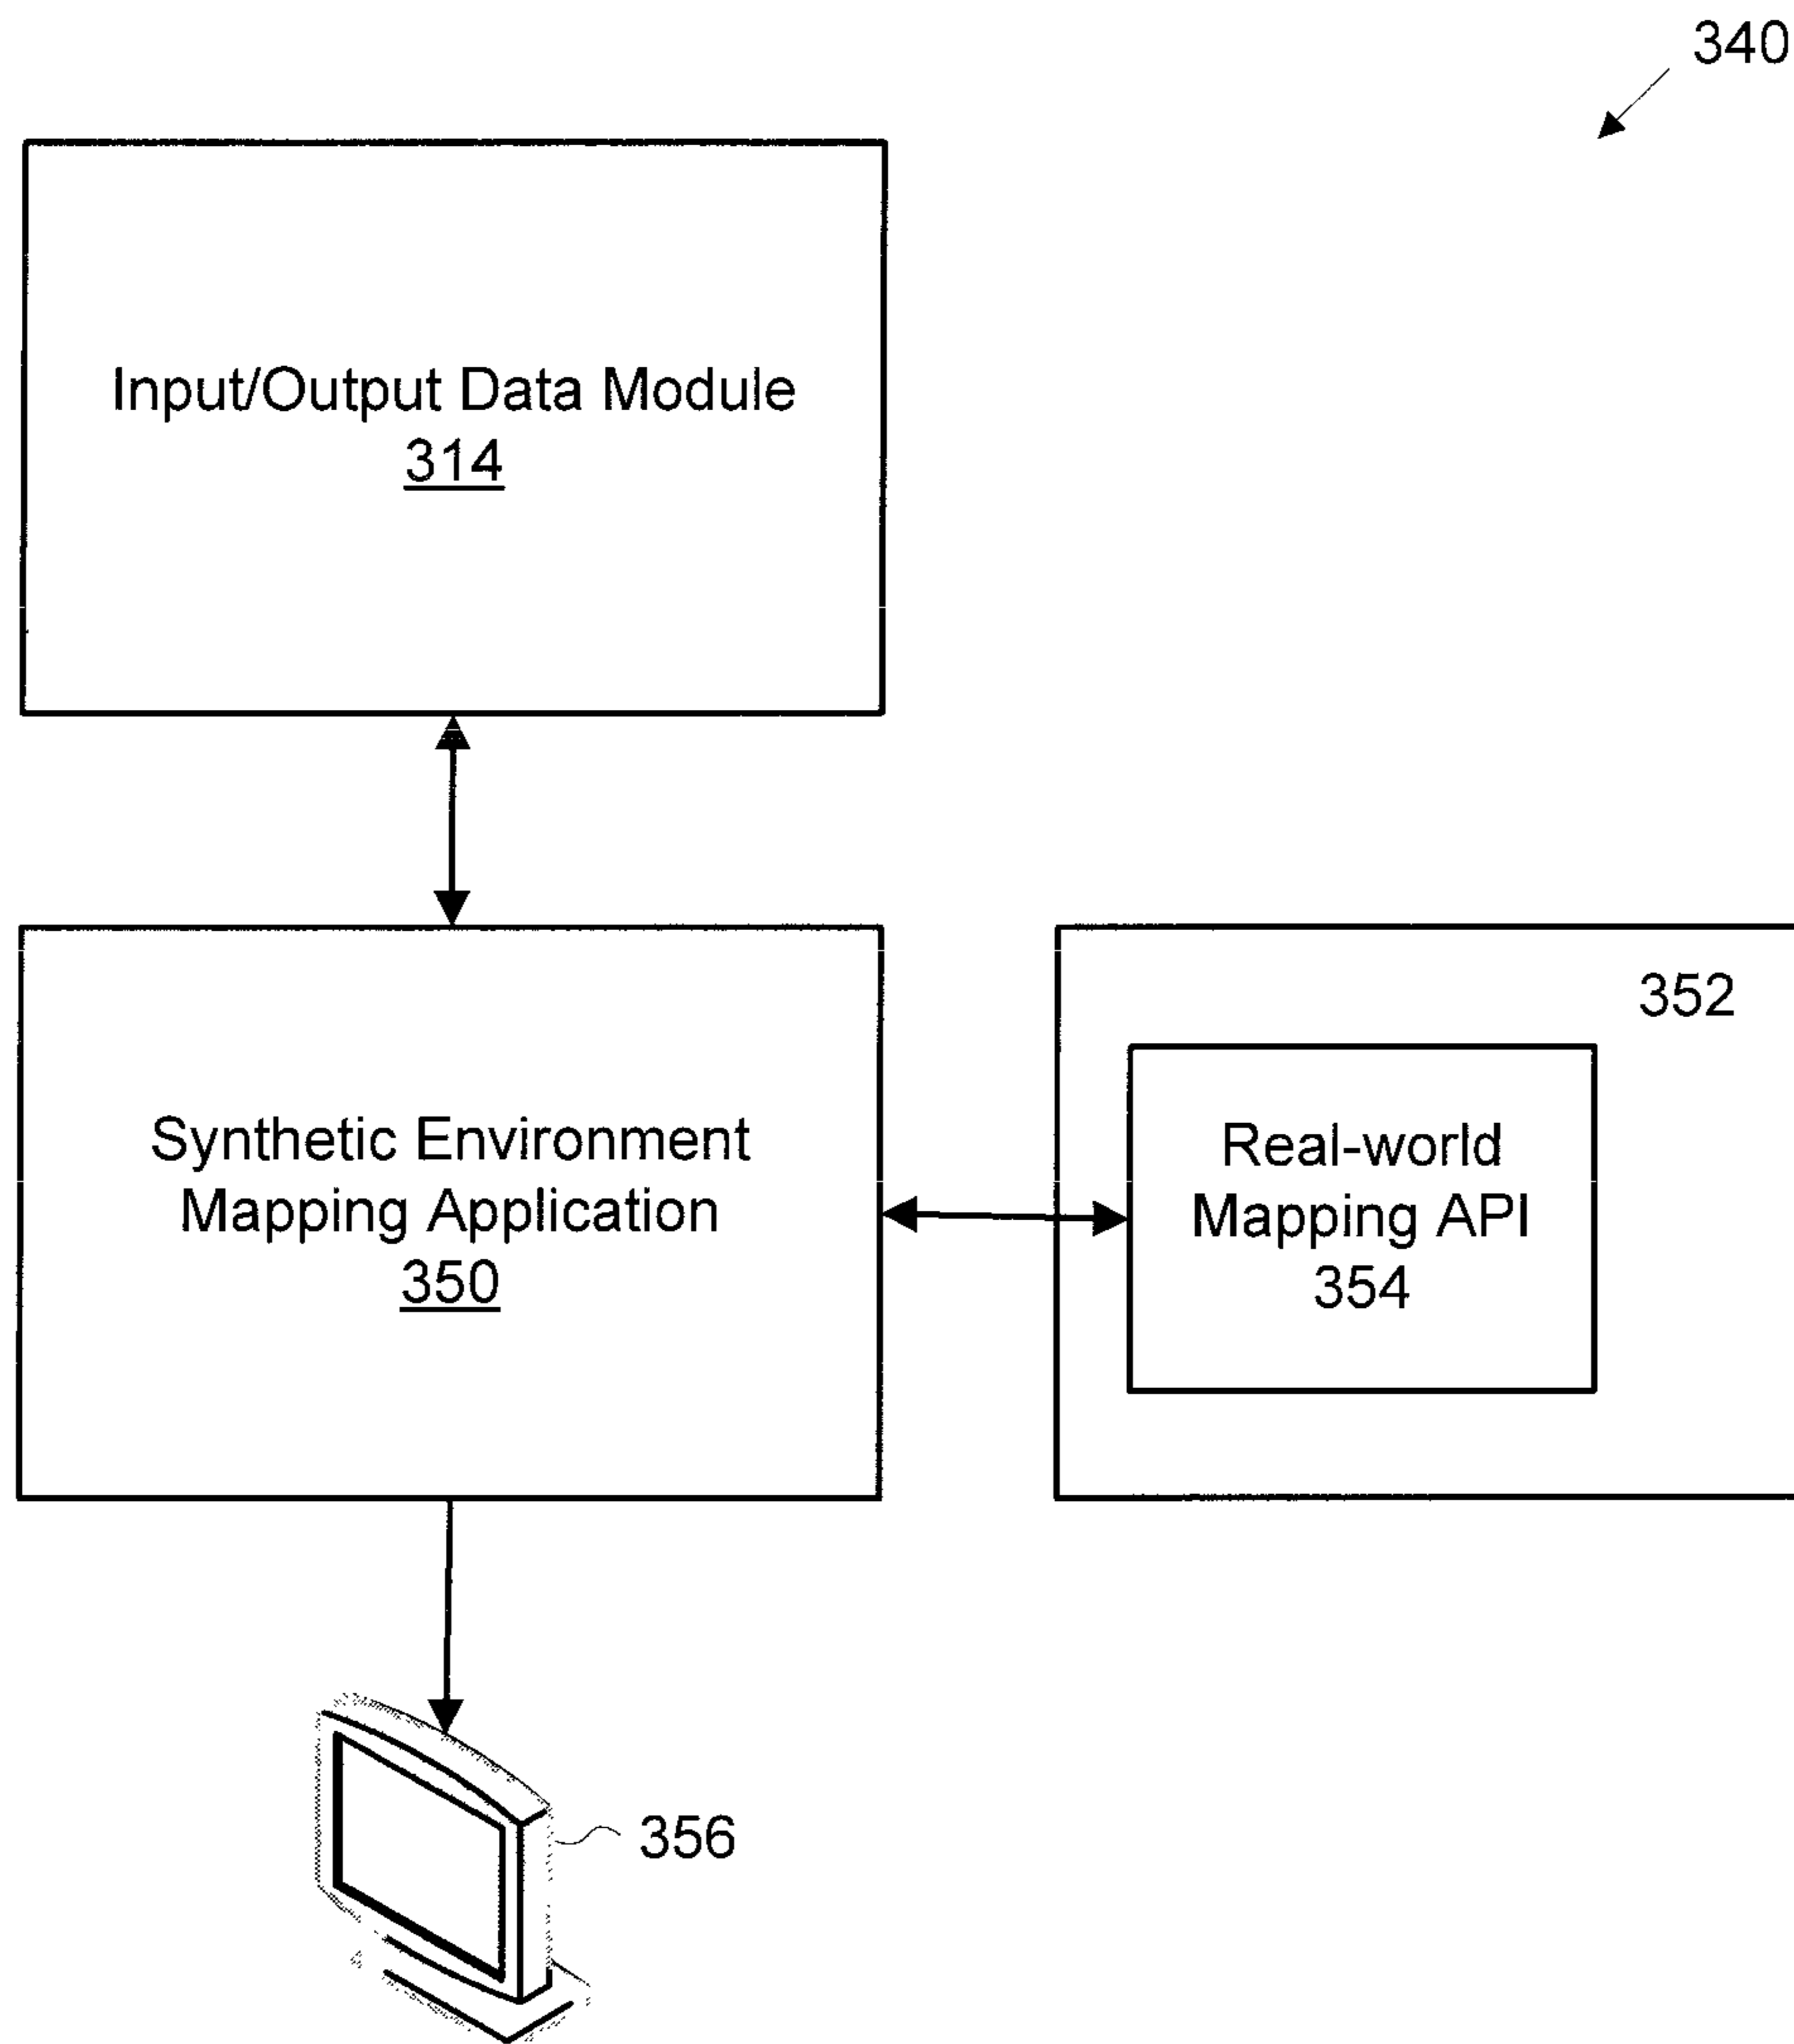 340
Input/Output Data Module
314
Synthetic Environment
Mapping Application
350
352
Real-world
Mapping API
354
356